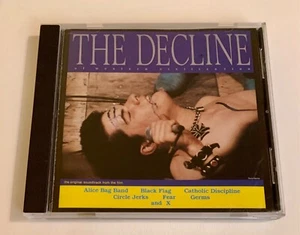 THE DECLINE
of western civilization
the original soundtrack from the film
Alice Bag Band Black Flag Catholic Discipline
Circle Jerks Fear Germs
and X